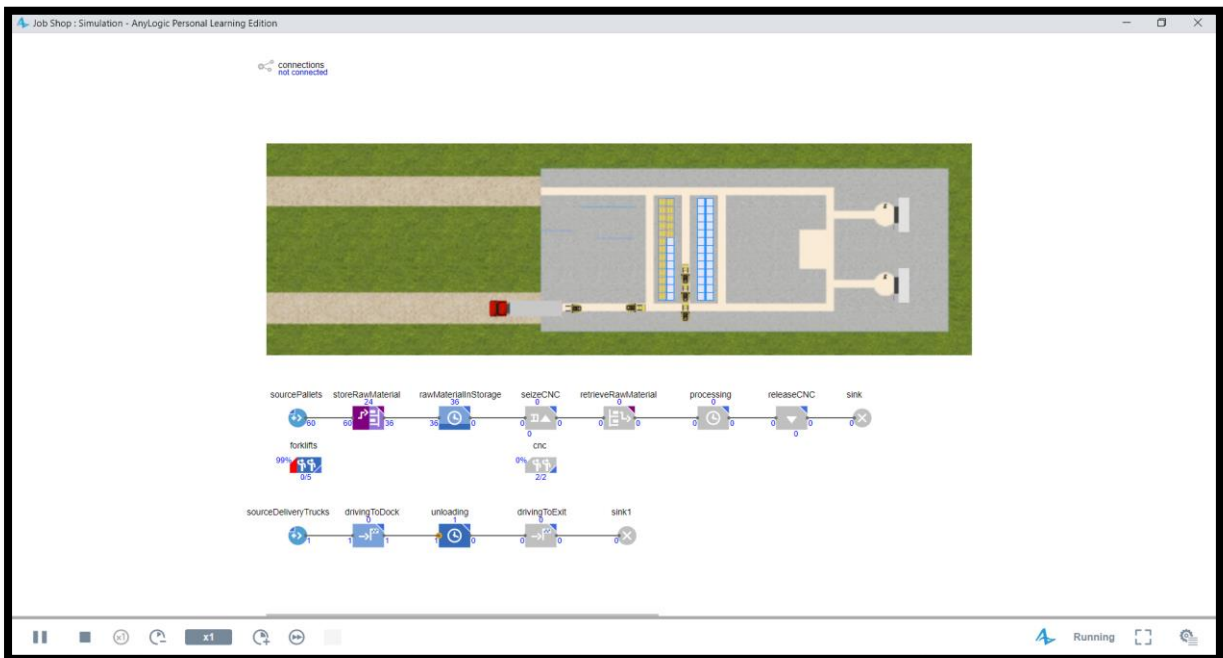 Job Shop : Simulation - AnyLogic Personal Learning Edition
connections
not connected
sourcePallets storeRawMaterial rawMaterialInStorage seizeCNC retrieveRawMaterial processing releaseCNC sink
24 36 0 0 0
60 60 36 36 0 0 0 0 0 0 0 0 0 0
0 0
forklifts cnc
99% 0%
0/5 2/2
sourceDeliveryTrucks drivingToDock unloading drivingToExit sink1
0 1 0
1 1 1 1 0 0 0 0
x1 x1 Running